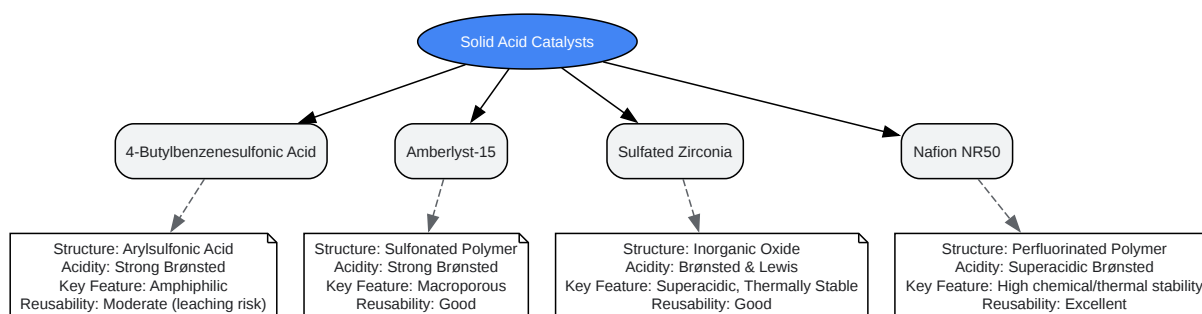 Solid Acid Catalysts
4-Butylbenzenesulfonic Acid
Amberlyst-15
Sulfated Zirconia
Nafion NR50
Structure: Arylsulfonic Acid
Acidity: Strong Brønsted
Key Feature: Amphiphilic
Reusability: Moderate (leaching risk)
Structure: Sulfonated Polymer
Acidity: Strong Brønsted
Key Feature: Macroporous
Reusability: Good
Structure: Inorganic Oxide
Acidity: Brønsted & Lewis
Key Feature: Superacidic, Thermally Stable
Reusability: Good
Structure: Perfluorinated Polymer
Acidity: Superacidic Brønsted
Key Feature: High chemical/thermal stability
Reusability: Excellent